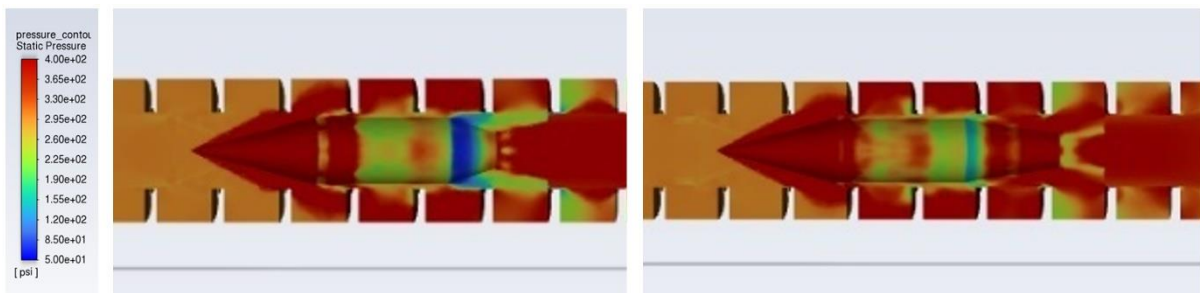 pressure_contou
Static Pressure
4.00e+02
3.65e+02
3.30e+02
2.95e+02
2.60e+02
2.25e+02
1.90e+02
1.55e+02
1.20e+02
8.50e+01
5.00e+01
[ psi ]